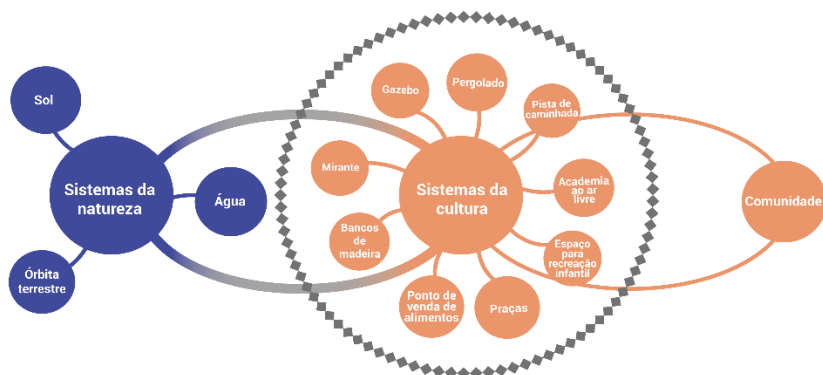 Sol
Sistemas da
natureza
Água
Órbita
terrestre
Gazebo
Pergolado
Pista de
caminhada
Mirante
Sistemas da
cultura
Academia
ao ar
livre
Bancos de
madeira
Espaço
para
recreação
infantil
Ponto de
venda de
alimentos
Praças
Comunidade